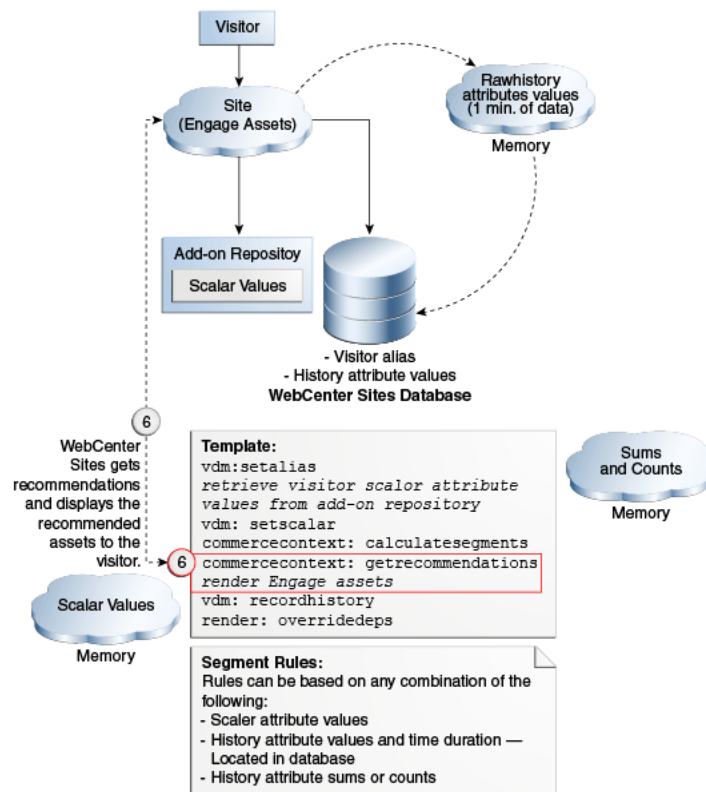 Visitor
Site
(Engage Assets)
Rawhistory
attributes values
(1 min. of data)
Memory
Add-on Repositoy
Scalar Values
- Visitor alias
- History attribute values
WebCenter Sites Database
6
WebCenter
Sites gets
recommendations
and displays the
recommended
assets to the
visitor.
Template:
vdm:setalias
retrieve visitor scalor attribute
values from add-on repository
vdm: setscalar
commercecontext: calculatesegments
6
commercecontext: getrecommendations
render Engage assets
vdm: recordhistory
render: overridedeps
Sums
and Counts
Memory
Scalar Values
Memory
Segment Rules:
Rules can be based on any combination of the
following:
- Scaler attribute values
- History attribute values and time duration —
Located in database
- History attribute sums or counts